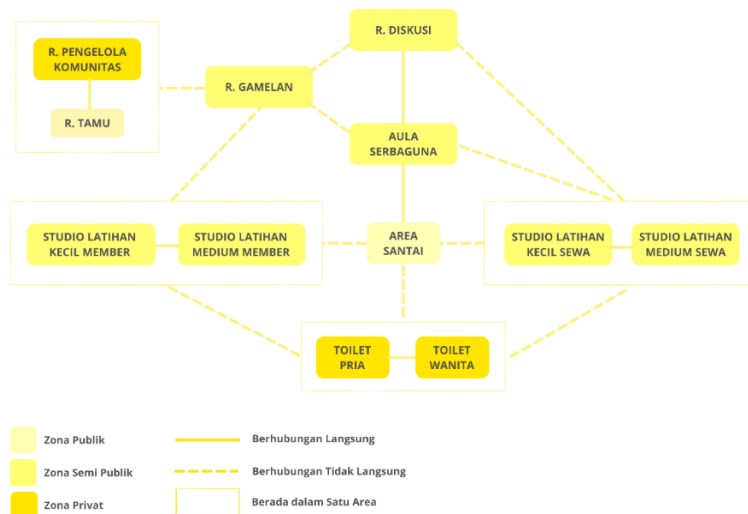 R. DISKUSI
R. PENGELOLA
KOMUNITAS
R. GAMELAN
R. TAMU
AULA
SERBAGUNA
STUDIO LATIHAN
KECIL MEMBER
STUDIO LATIHAN
MEDIUM MEMBER
AREA
SANTAI
STUDIO LATIHAN
KECIL SEWA
STUDIO LATIHAN
MEDIUM SEWA
TOILET
PRIA
TOILET
WANITA
Zona Publik
Berhubungan Langsung
Zona Semi Publik
Berhubungan Tidak Langsung
Zona Privat
Berada dalam Satu Area